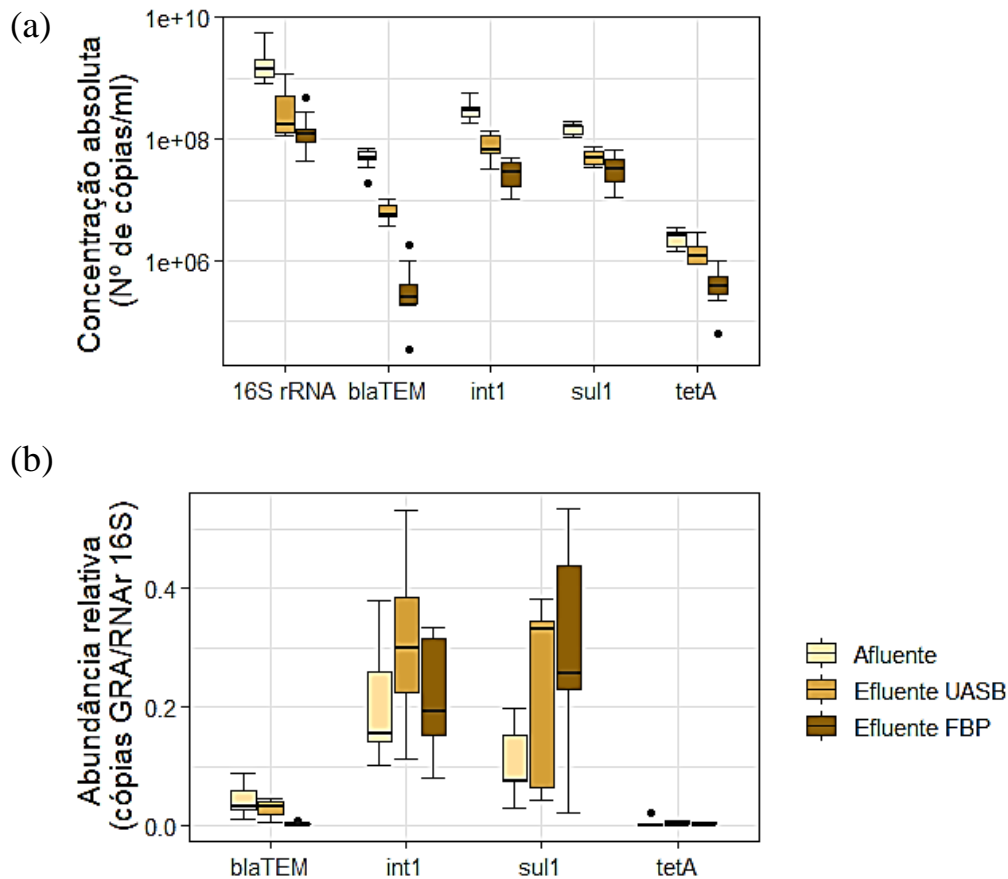 (a)
Concentração absoluta
(Nº de cópias/ml)
1e+10
1e+08
1e+06
16S rRNA blaTEM int1 sul1 tetA
(b)
Abundância relativa
(cópias GRA/RNAr 16S)
0.4
0.2
0.0
blaTEM int1 sul1 tetA
Afluente
Efluente UASB
Efluente FBP